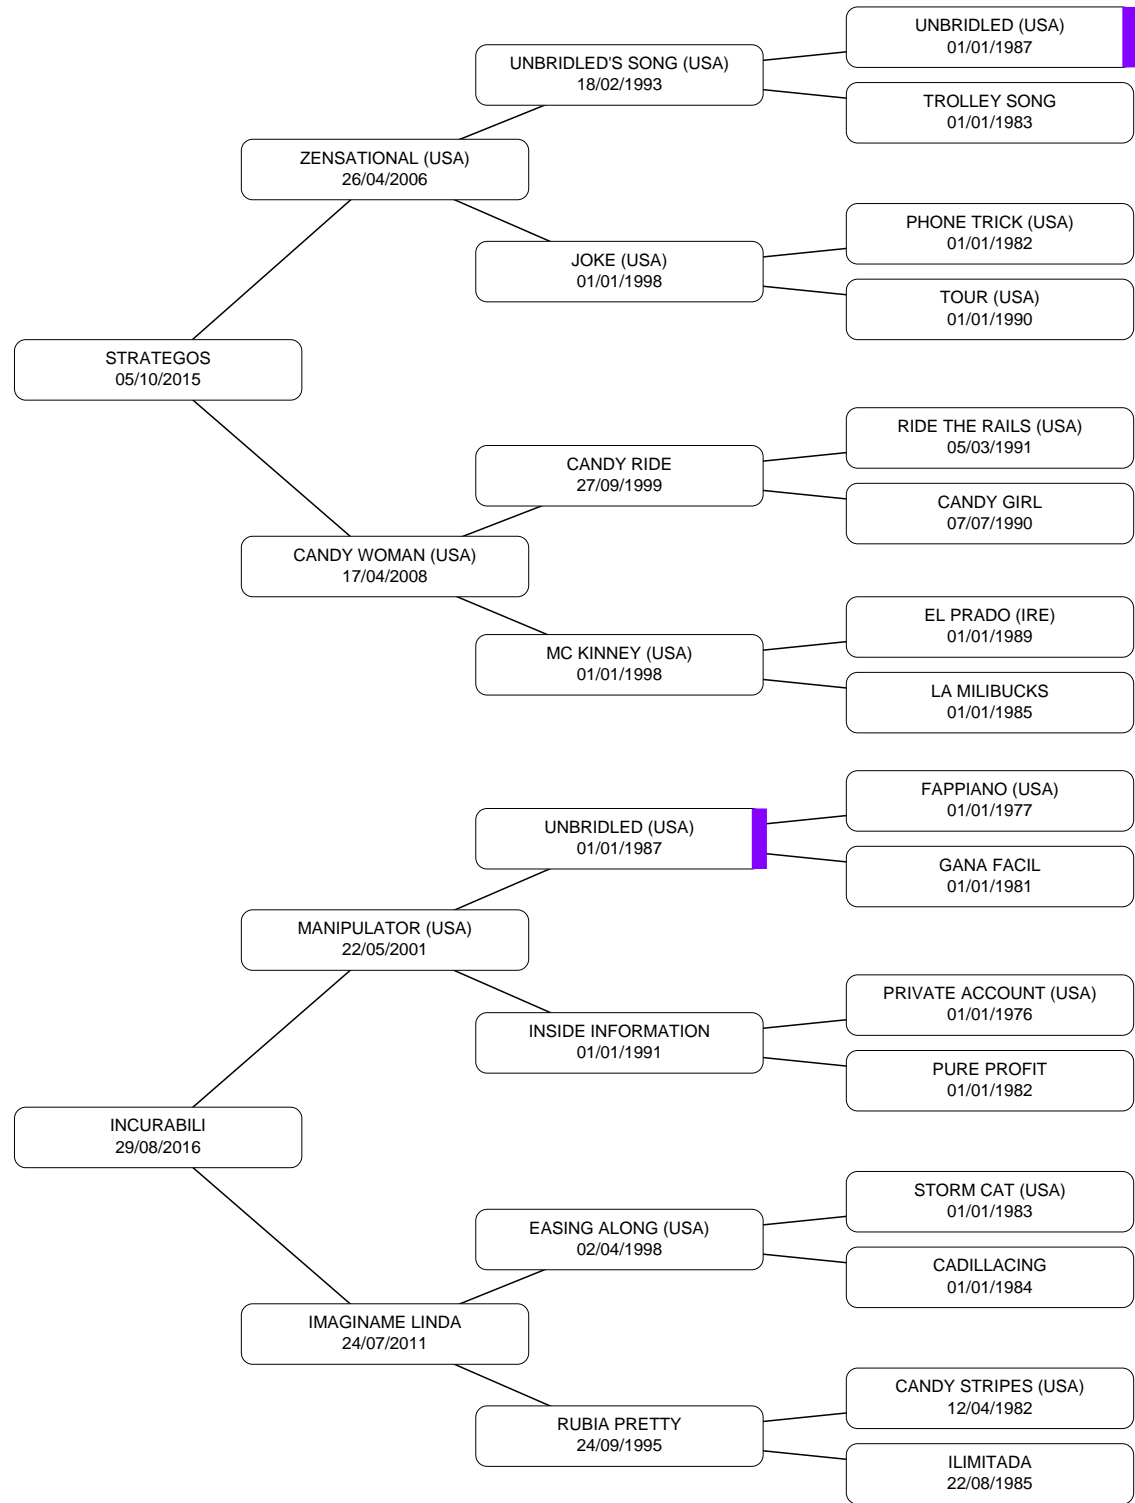 UNBRIDLED (USA)
01/01/1987
UNBRIDLED'S SONG (USA)
18/02/1993
TROLLEY SONG
01/01/1983
ZENSATIONAL (USA)
26/04/2006
PHONE TRICK (USA)
01/01/1982
JOKE (USA)
01/01/1998
TOUR (USA)
01/01/1990
STRATEGOS
05/10/2015
RIDE THE RAILS (USA)
05/03/1991
CANDY RIDE
27/09/1999
CANDY GIRL
07/07/1990
CANDY WOMAN (USA)
17/04/2008
EL PRADO (IRE)
01/01/1989
MC KINNEY (USA)
01/01/1998
LA MILIBUCKS
01/01/1985
FAPPIANO (USA)
01/01/1977
UNBRIDLED (USA)
01/01/1987
GANA FACIL
01/01/1981
MANIPULATOR (USA)
22/05/2001
PRIVATE ACCOUNT (USA)
01/01/1976
INSIDE INFORMATION
01/01/1991
PURE PROFIT
01/01/1982
INCURABILI
29/08/2016
STORM CAT (USA)
01/01/1983
EASING ALONG (USA)
02/04/1998
CADILLACING
01/01/1984
IMAGINAME LINDA
24/07/2011
CANDY STRIPES (USA)
12/04/1982
RUBIA PRETTY
24/09/1995
ILIMITADA
22/08/1985